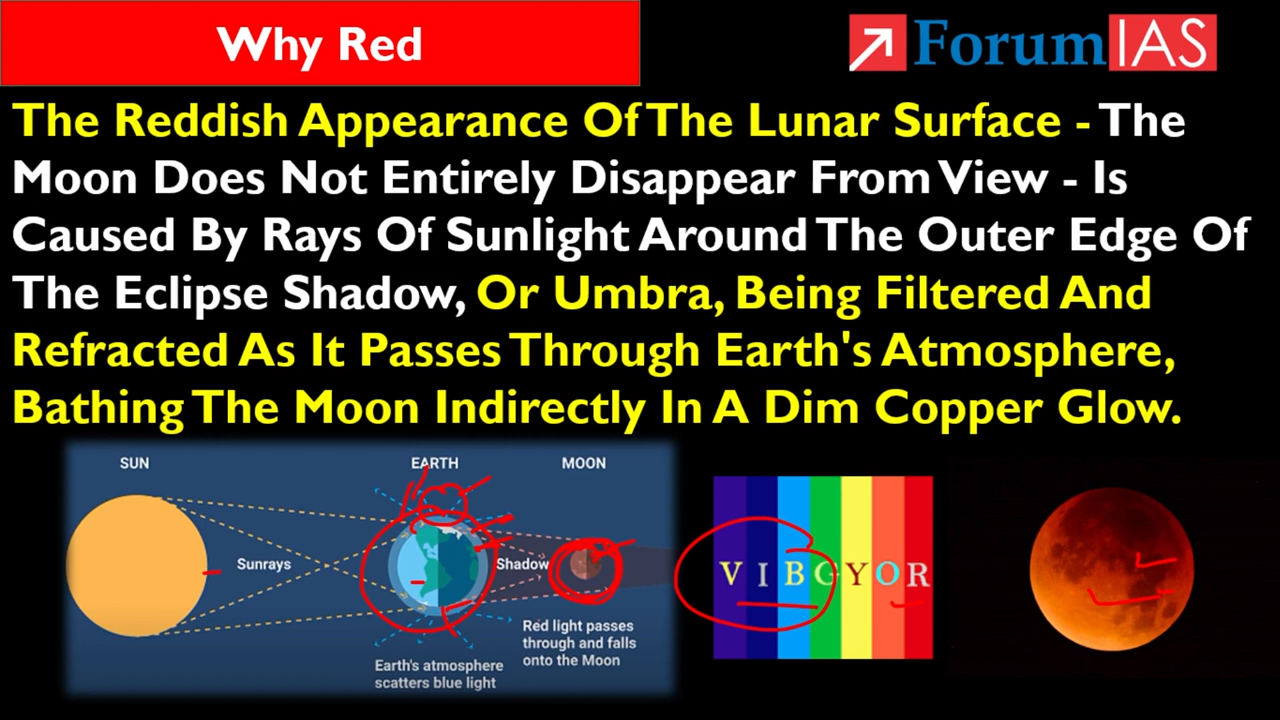 Why Red
ForumIAS
The Reddish Appearance Of The Lunar Surface - The
Moon Does Not Entirely Disappear From View - Is
Caused By Rays Of Sunlight Around The Outer Edge Of
The Eclipse Shadow, Or Umbra, Being Filtered And
Refracted As It Passes Through Earth's Atmosphere,
Bathing The Moon Indirectly In A Dim Copper Glow.
SUN
EARTH
MOON
Sunrays
Shadow
Red light passes
through and falls
onto the Moon
Earth's atmosphere
scatters blue light
V I B G Y O R